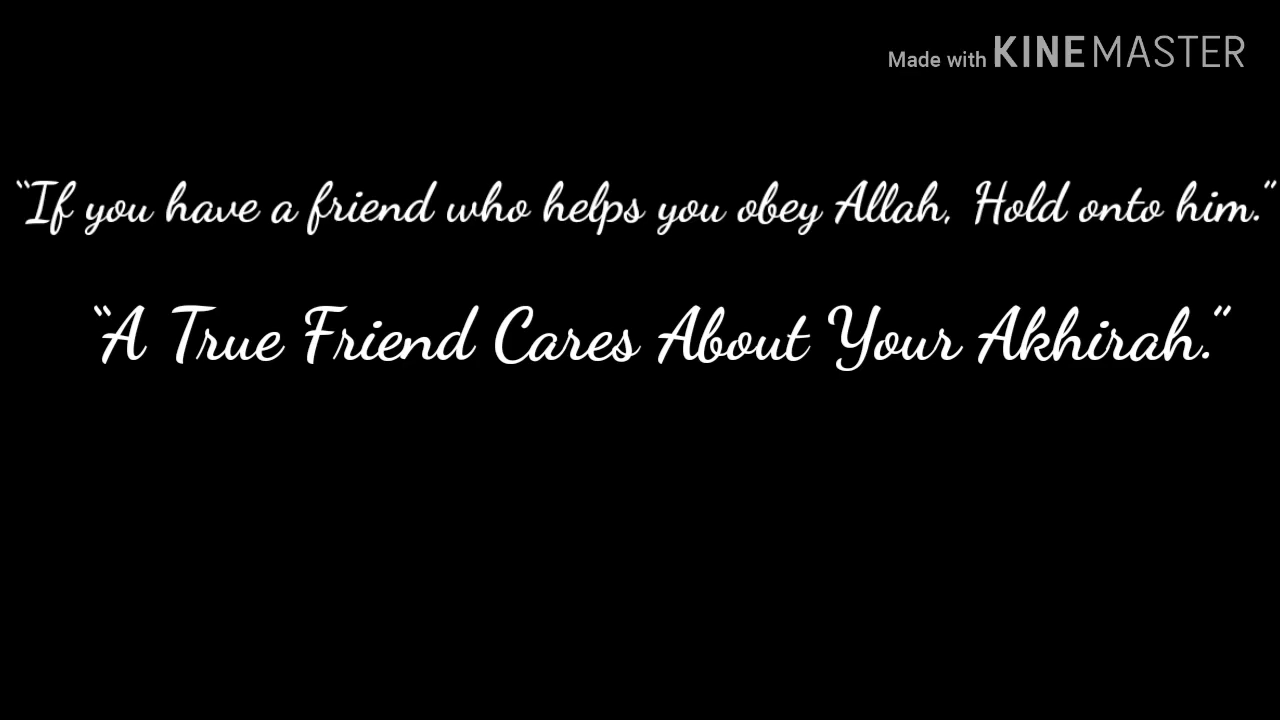 Made with KINEMASTER
“If you have a friend who helps you obey Allah, Hold onto him.”
“A True Friend Cares About Your Akhirah.”